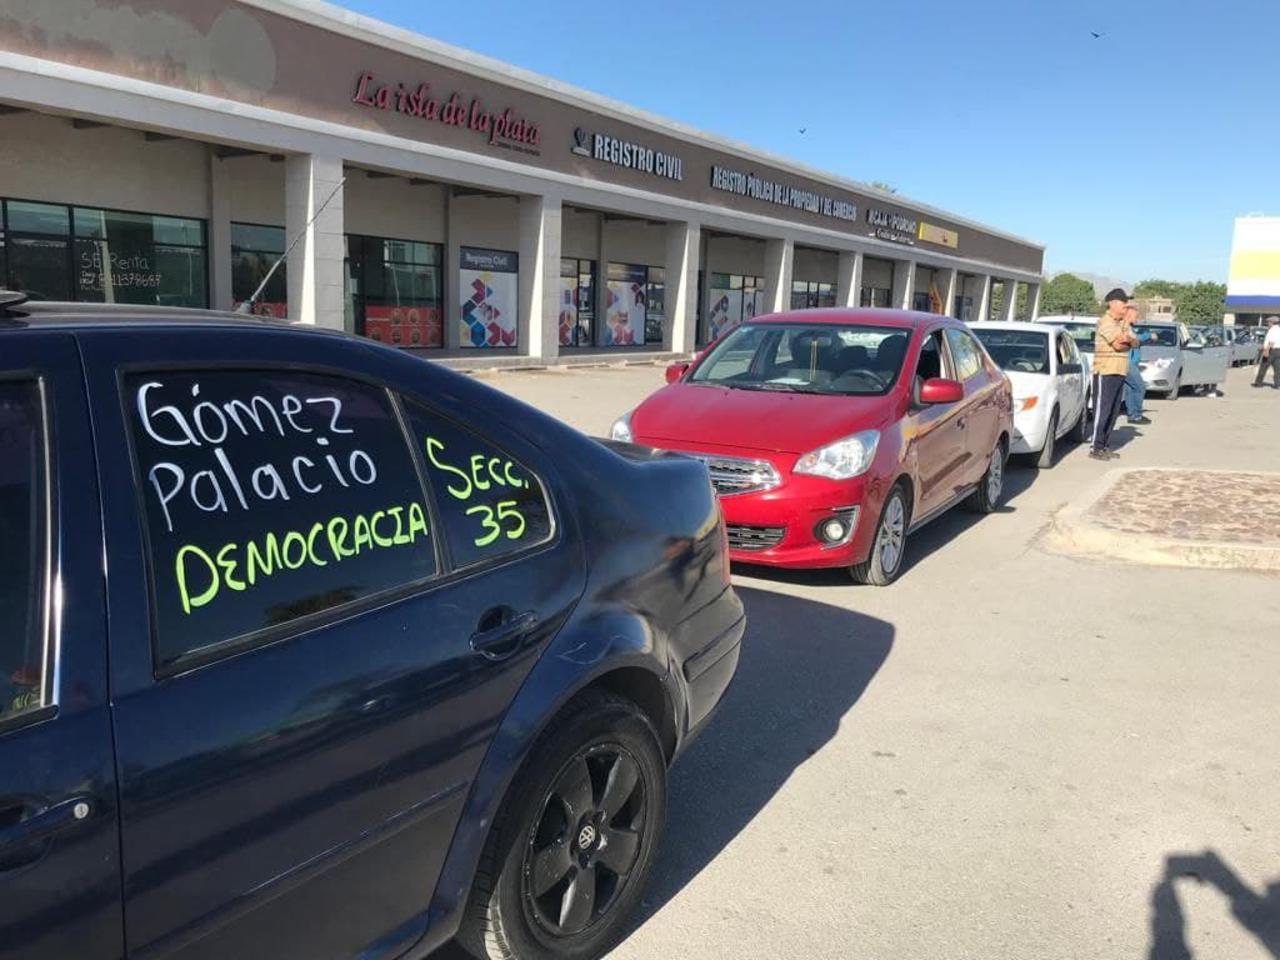 La isla de la plata
REGISTRO CIVIL
REGISTRO PÚBLICO DE LA PROPIEDAD Y DEL COMERCIO
SE Renta
Registro Civil
Gómez
Palacio
DEMOCRACIA
SECC.
35